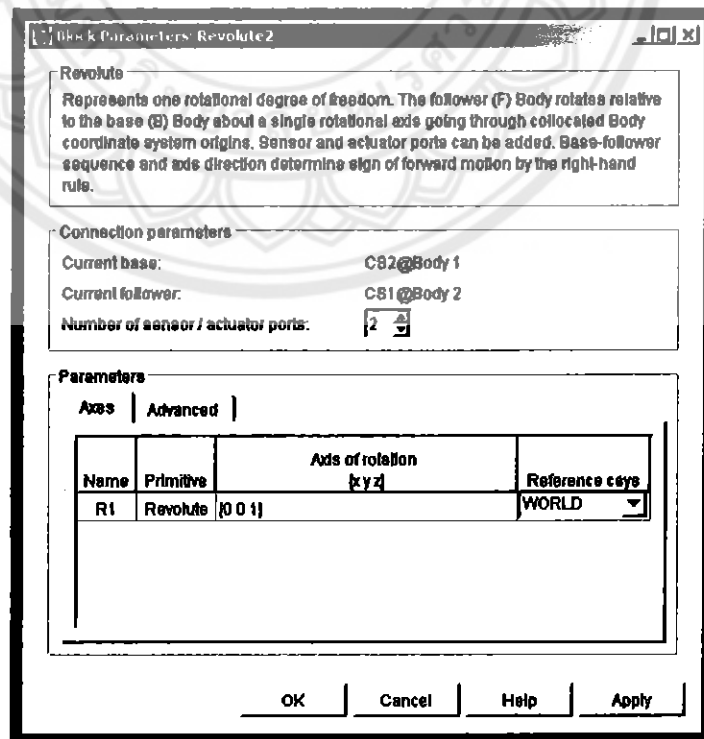 Block Parameters: Revolute2
Revolute
Represents one rotational degree of freedom. The follower (F) Body rotates relative
to the base (B) Body about a single rotational axis going through collocated Body
coordinate system origins. Sensor and actuator ports can be added. Base-follower
sequence and axis direction determine sign of forward motion by the right-hand
rule.
Connection parameters
Current base: CS2@Body 1
Current follower: CS1@Body 2
Number of sensor / actuator ports: 2
Parameters
Axes Advanced
Name Primitive Axis of rotation [x y z] Reference csys
R1 Revolute [0 0 1] WORLD
OK Cancel Help Apply